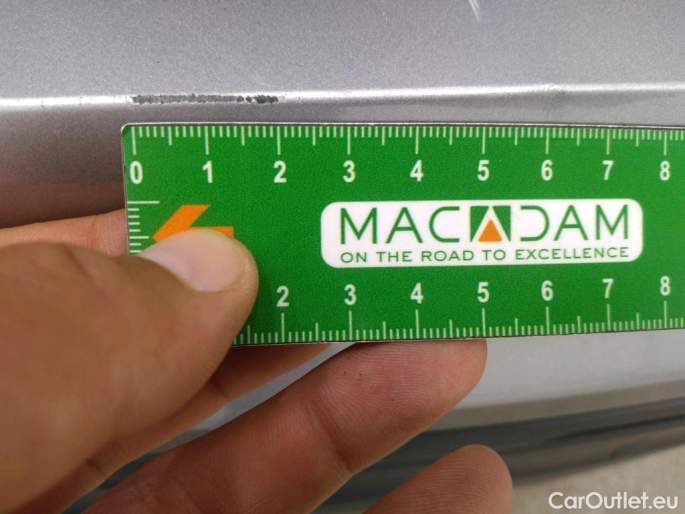 0 1 2 3 4 5 6 7 8
MACADAM
ON THE ROAD TO EXCELLENCE
2 3 4 5 6 7 8
CarOutlet.eu